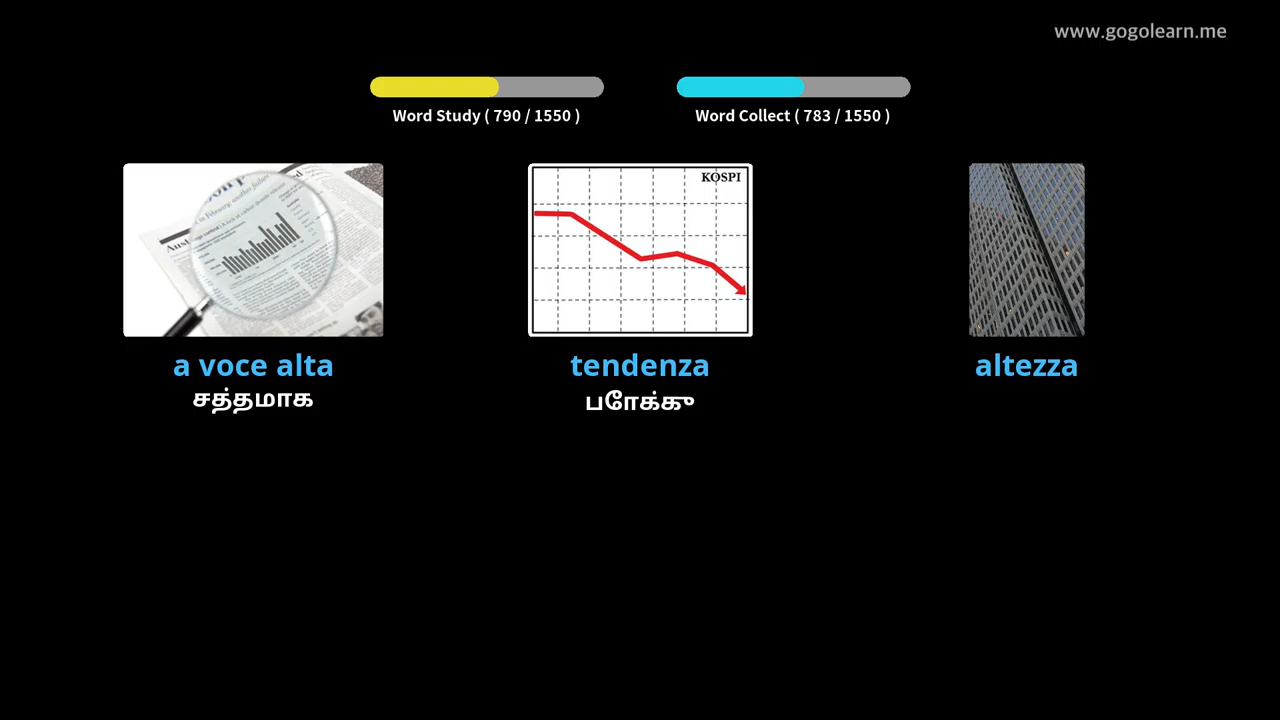 www.gogolearn.me
Word Study ( 790 / 1550 )
Word Collect ( 783 / 1550 )
KOSPI
a voce alta
tendenza
altezza
சத்தமாக
போக்கு